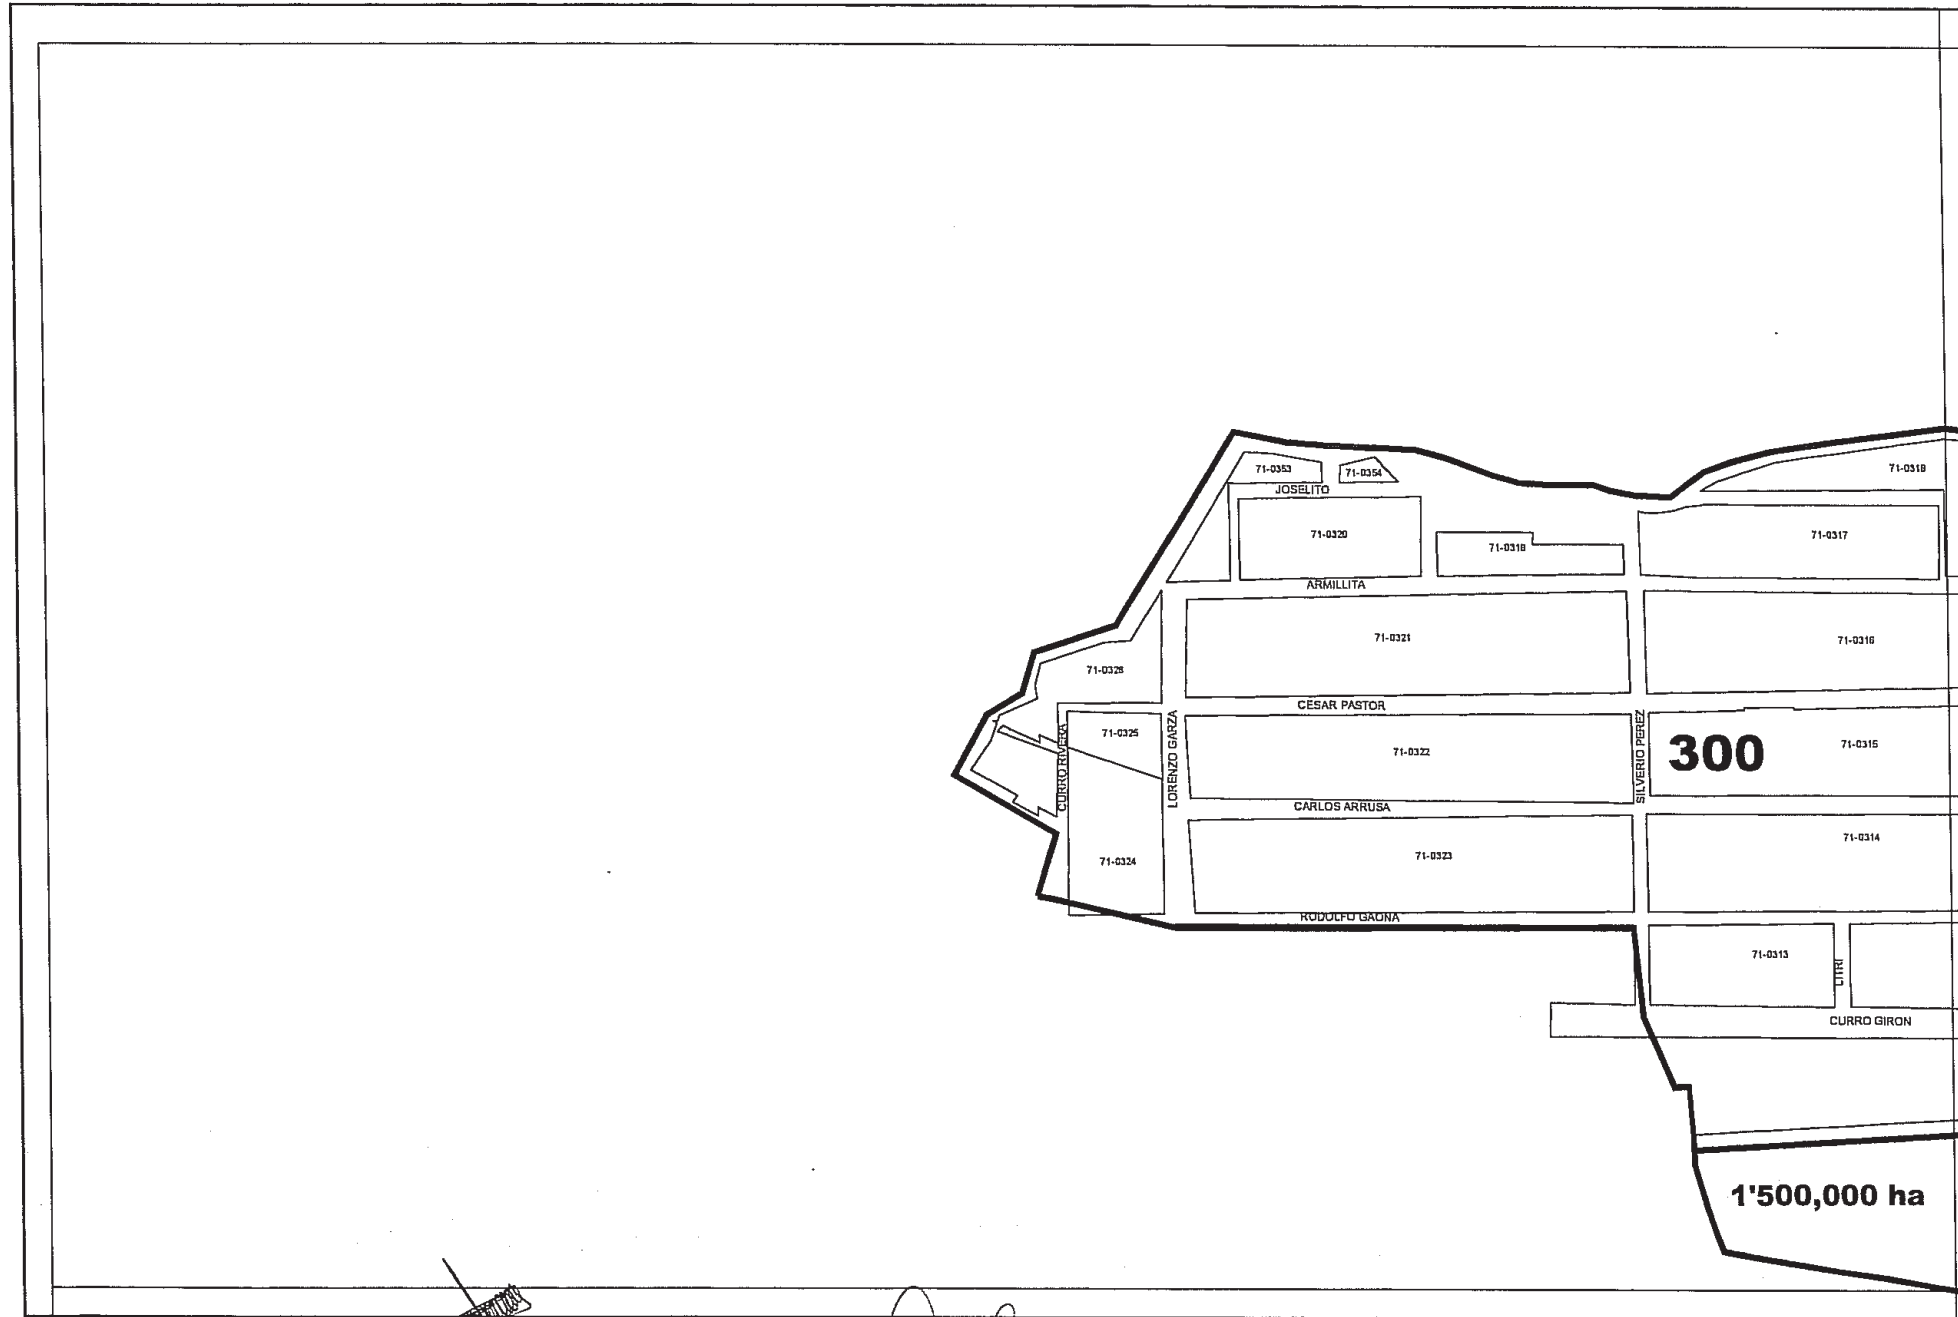 71-0353
71-0354
71-0318
JOSELITO
71-0320
71-0318
71-0317
ARMILLITA
71-0321
71-0316
71-0326
CESAR PASTOR
CURRO RIVERA
71-0325
LORENZO GARZA
71-0322
SILVERIO PEREZ
300
71-0315
CARLOS ARRUSA
71-0324
71-0323
71-0314
RODOLFO GAONA
71-0313
LITRI
CURRO GIRON
1'500,000 ha